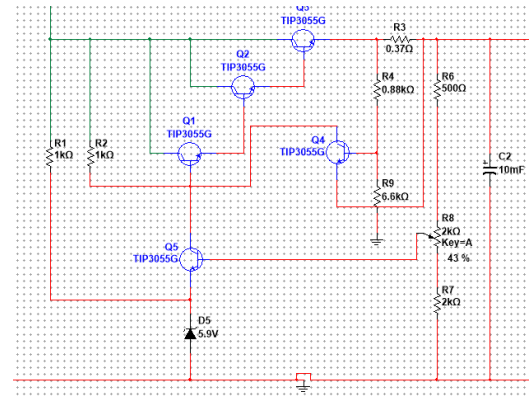 Q3
TIP3055G
R3
0.37Ω
Q2
TIP3055G
R4
0.88kΩ
R6
500Ω
Q1
TIP3055G
Q4
TIP3055G
R1
1kΩ
R2
1kΩ
C2
10mF
R9
6.6kΩ
R8
2kΩ
Key=A
43 %
Q5
TIP3055G
R7
2kΩ
D5
5.9V